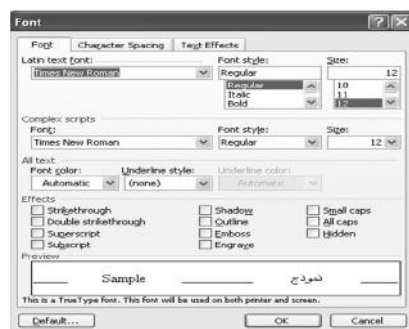 Font
Font Character Spacing Text Effects
Latin text font: Font style: Size:
Times New Roman Regular 12
Regular 10
Italic 11
Bold 12
Complex scripts
Font: Font style: Size:
Times New Roman Regular 12
All text
Font color: Underline style: Underline color:
Automatic (none) Automatic
Effects
Strikethrough Shadow Small caps
Double strikethrough Outline All caps
Superscript Emboss Hidden
Subscript Engrave
Preview
Sample نموذج
This is a TrueType font. This font will be used on both printer and screen.
Default... OK Cancel